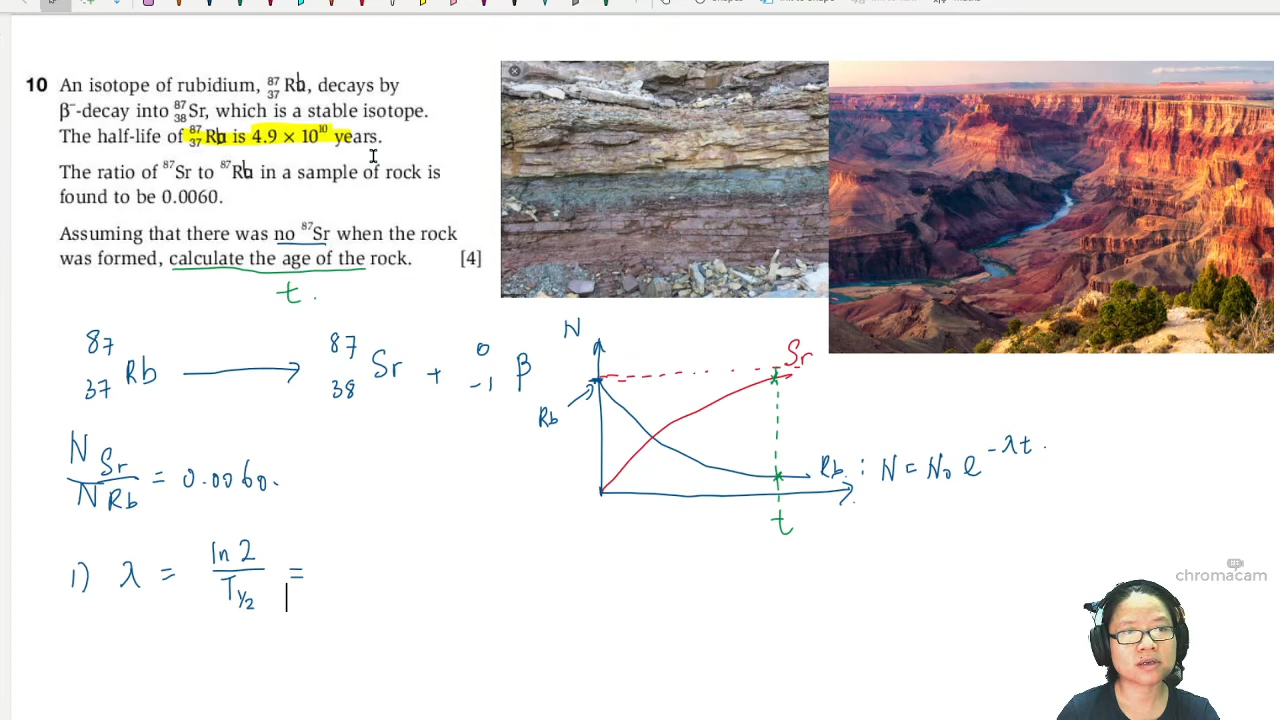 10 An isotope of rubidium, ⁸⁷₃₇Rb, decays by
β⁻-decay into ⁸⁷₃₈Sr, which is a stable isotope.
The half-life of ⁸⁷₃₇Rb is 4.9 × 10¹⁰ years.
The ratio of ⁸⁷Sr to ⁸⁷Rb in a sample of rock is
found to be 0.0060.
Assuming that there was no ⁸⁷Sr when the rock
was formed, calculate the age of the rock. [4]
t.
⁸⁷₃₇Rb ⟶ ⁸⁷₃₈Sr + ⁰₋₁β
N
Sr
Rb
Rb : N = N₀ e^(-λt)
t
N Sr / N Rb = 0.0060.
1) λ = ln 2 / T½ =
chromacam